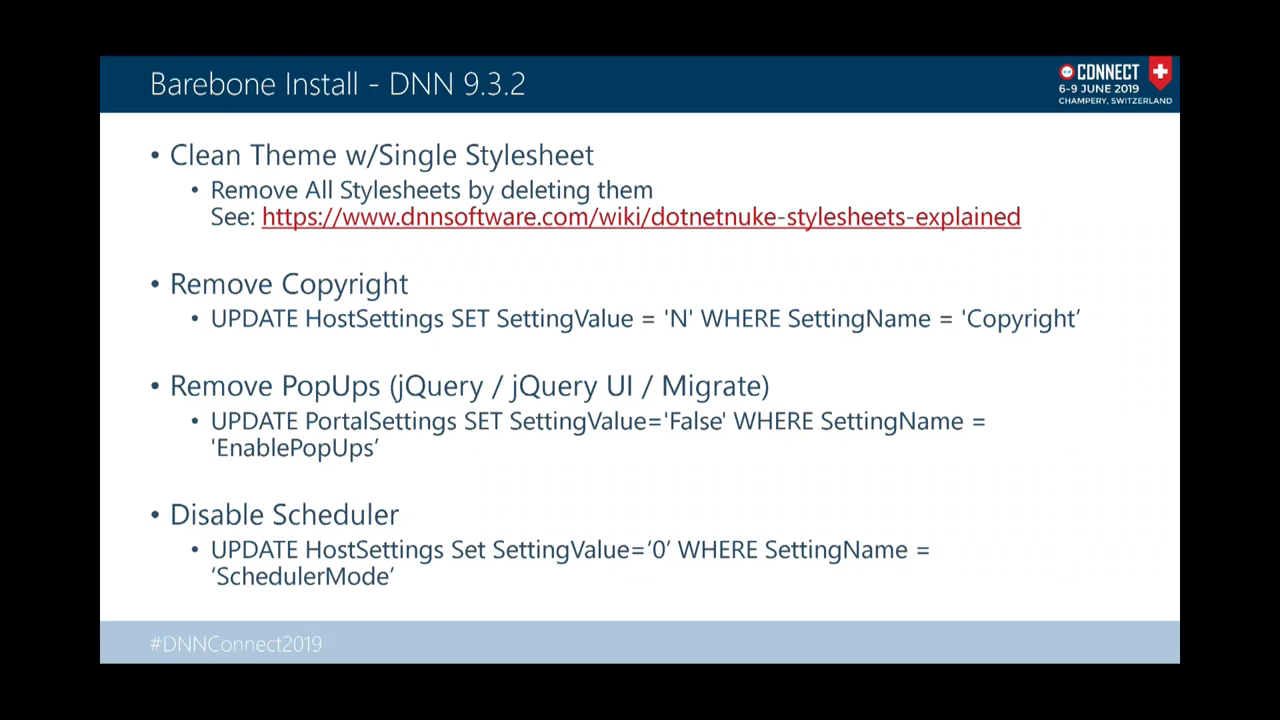 Barebone Install - DNN 9.3.2
CONNECT
6-9 JUNE 2019
CHAMPERY, SWITZERLAND
• Clean Theme w/Single Stylesheet
• Remove All Stylesheets by deleting them
See: https://www.dnnsoftware.com/wiki/dotnetnuke-stylesheets-explained
• Remove Copyright
• UPDATE HostSettings SET SettingValue = 'N' WHERE SettingName = 'Copyright’
• Remove PopUps (jQuery / jQuery UI / Migrate)
• UPDATE PortalSettings SET SettingValue='False' WHERE SettingName =
'EnablePopUps’
• Disable Scheduler
• UPDATE HostSettings Set SettingValue=‘0’ WHERE SettingName =
‘SchedulerMode’
#DNNConnect2019